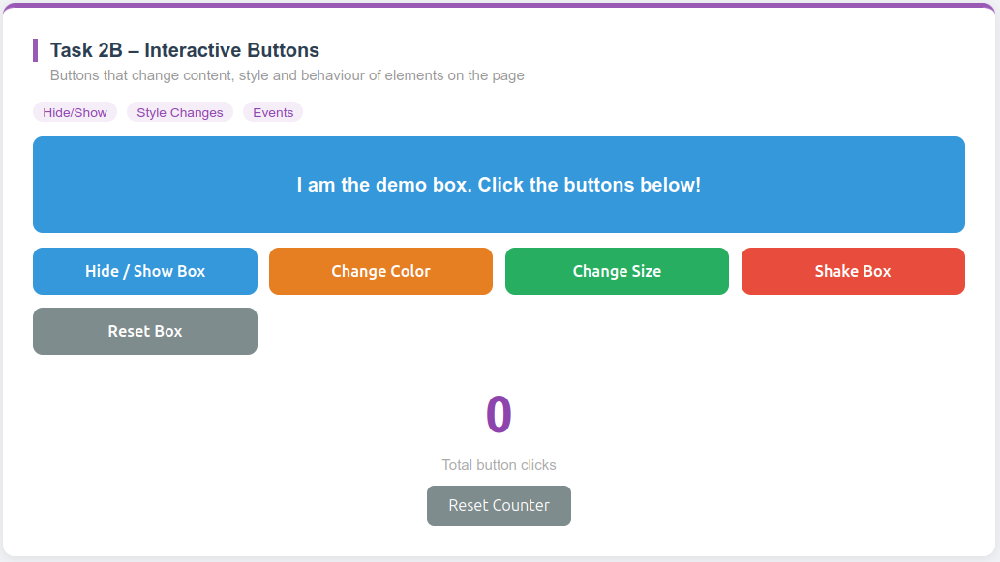 Task 2B – Interactive Buttons
Buttons that change content, style and behaviour of elements on the page
Hide/Show Style Changes Events
I am the demo box. Click the buttons below!
Hide / Show Box Change Color Change Size Shake Box
Reset Box
0
Total button clicks
Reset Counter